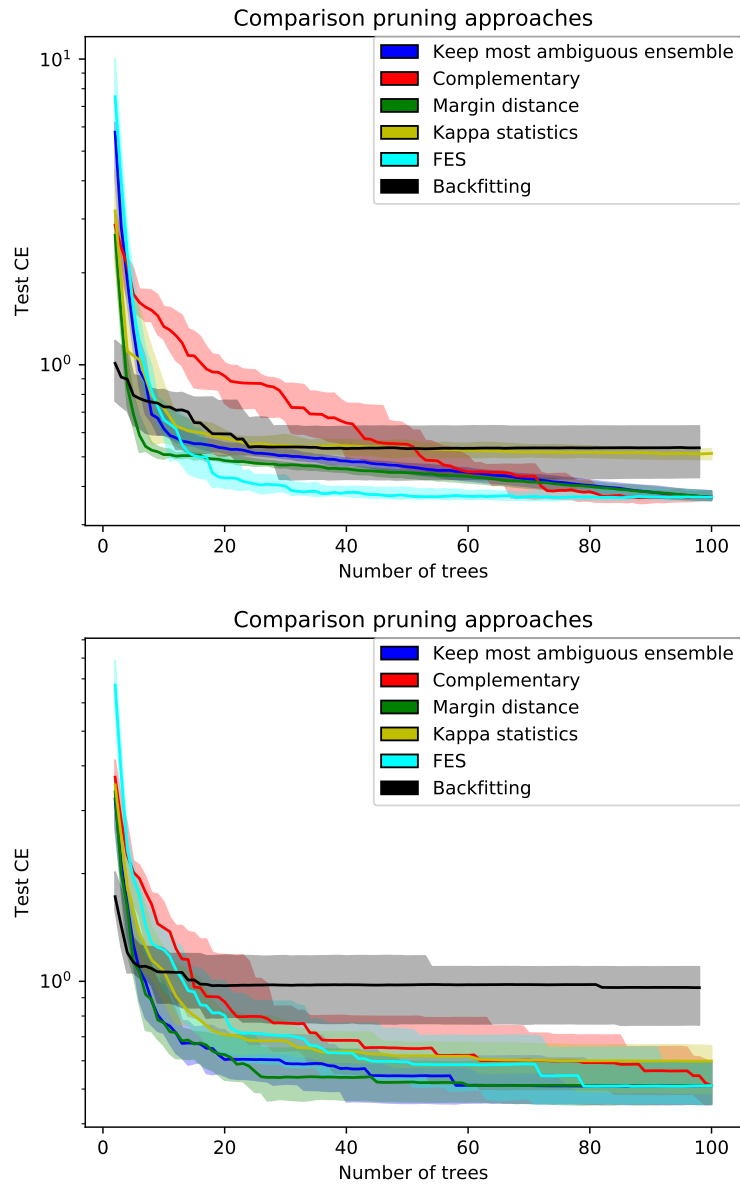 Comparison pruning approaches
10¹
10⁰
Test CE
Keep most ambiguous ensemble
Complementary
Margin distance
Kappa statistics
FES
Backfitting
0 20 40 60 80 100
Number of trees
Comparison pruning approaches
10⁰
Test CE
Keep most ambiguous ensemble
Complementary
Margin distance
Kappa statistics
FES
Backfitting
0 20 40 60 80 100
Number of trees